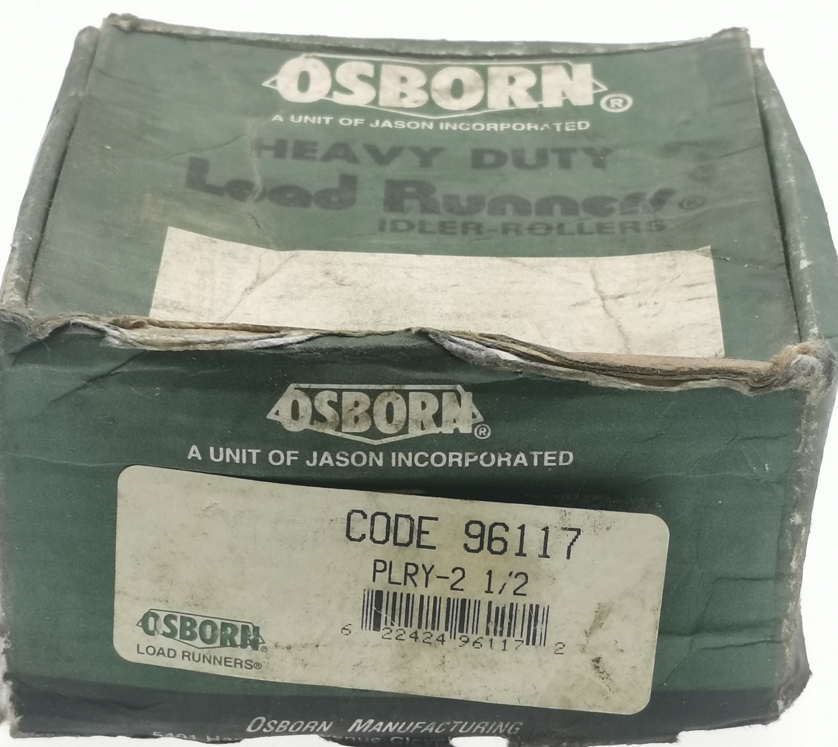 OSBORN®
A UNIT OF JASON INCORPORATED
HEAVY DUTY
Load Runners®
IDLER-ROLLERS
OSBORN®
A UNIT OF JASON INCORPORATED
CODE 96117
PLRY-2 1/2
6 22424 96117 2
OSBORN®
LOAD RUNNERS®
OSBORN MANUFACTURING
5401